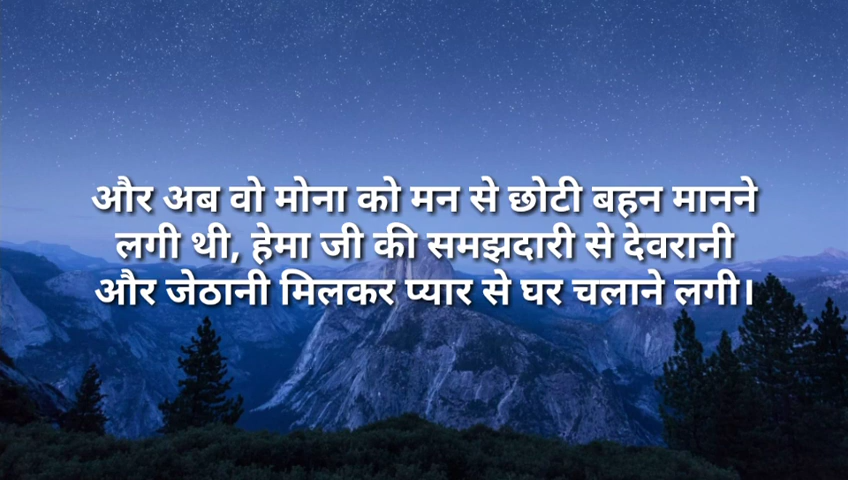 और अब वो मोना को मन से छोटी बहन मानने
लगी थी, हेमा जी की समझदारी से देवरानी
और जेठानी मिलकर प्यार से घर चलाने लगी।